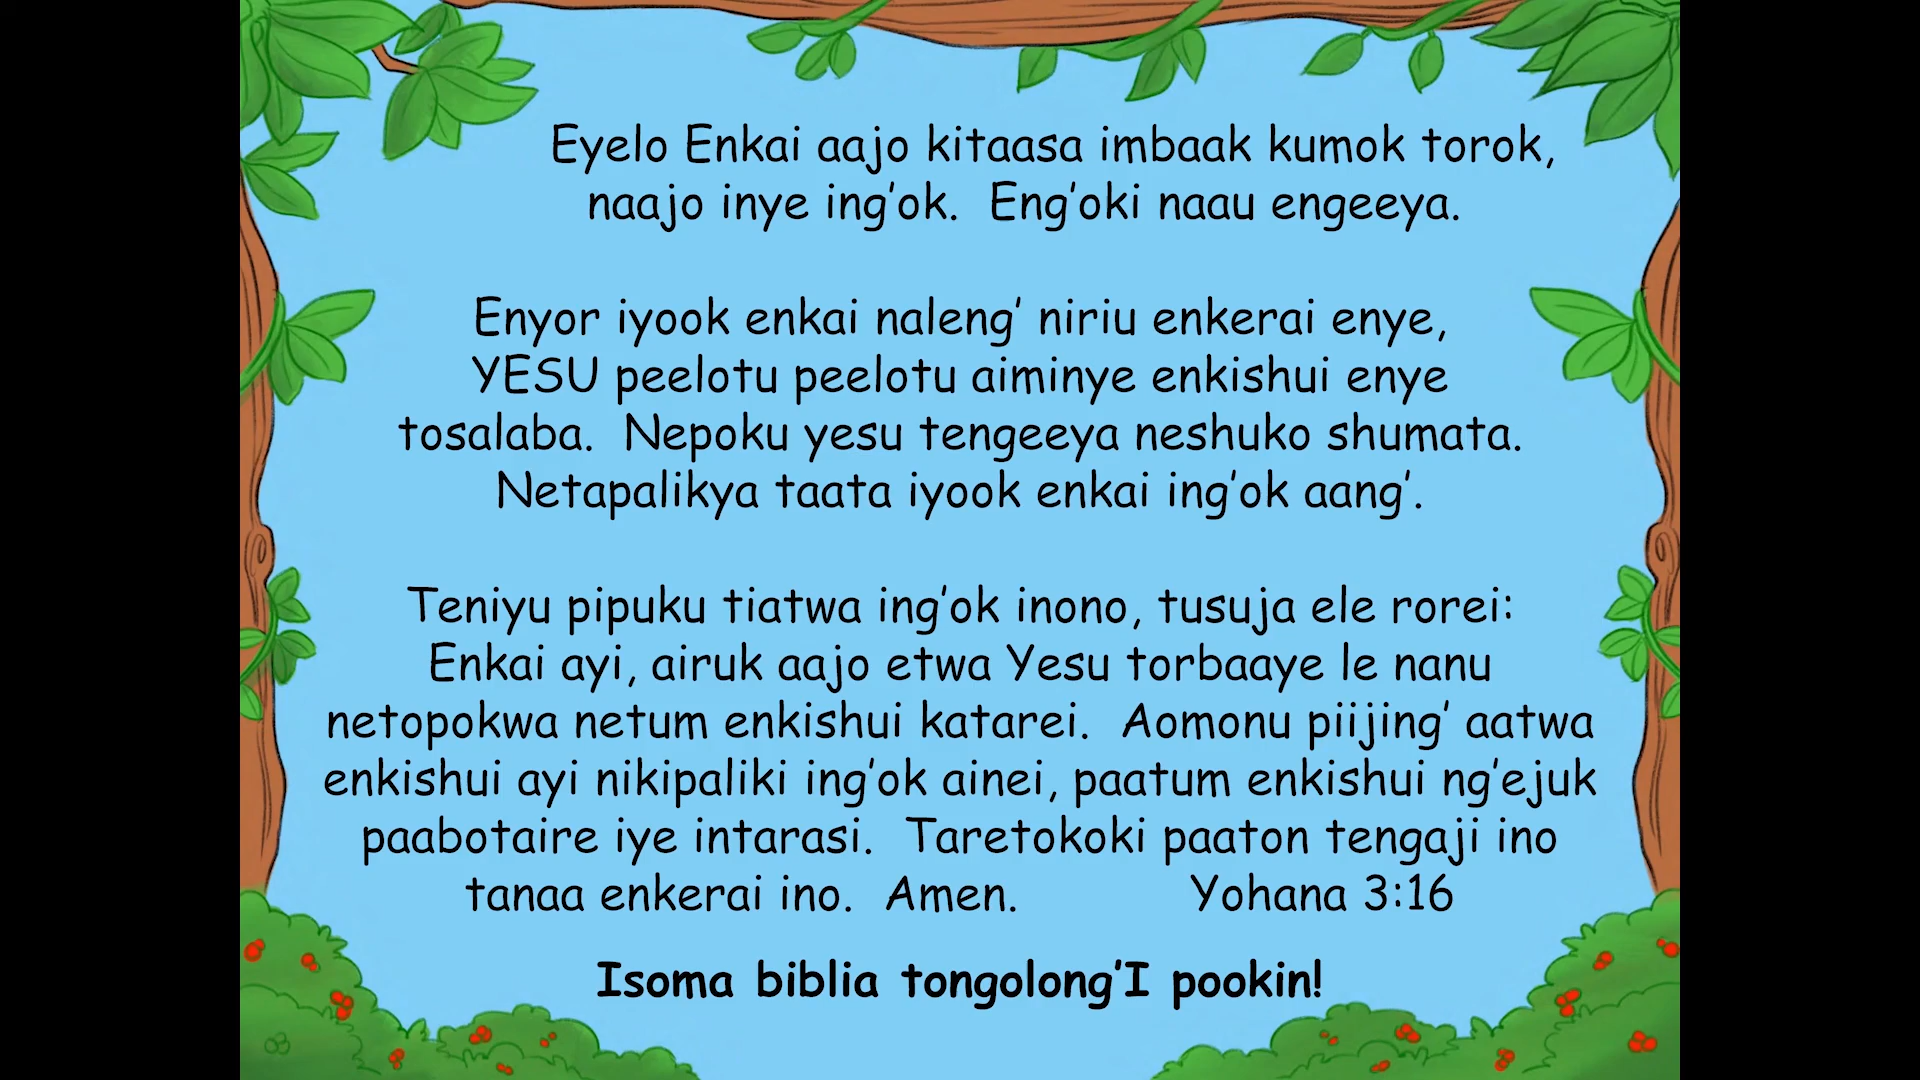 Eyelo Enkai aajo kitaasa imbaak kumok torok,
naajo inye ing’ok.  Eng’oki naau engeeya.
Enyor iyook enkai naleng’ niriu enkerai enye,
YESU peelotu peelotu aiminye enkishui enye
tosalaba.  Nepoku yesu tengeeya neshuko shumata.
Netapalikya taata iyook enkai ing’ok aang’.
Teniyu pipuku tiatwa ing’ok inono, tusuja ele rorei:
Enkai ayi, airuk aajo etwa Yesu torbaaye le nanu
netopokwa netum enkishui katarei.  Aomonu piijing’ aatwa
enkishui ayi nikipaliki ing’ok ainei, paatum enkishui ng’ejuk
paabotaire iye intarasi.  Taretokoki paaton tengaji ino
tanaa enkerai ino.  Amen.  Yohana 3:16
Isoma biblia tongolong’I pookin!